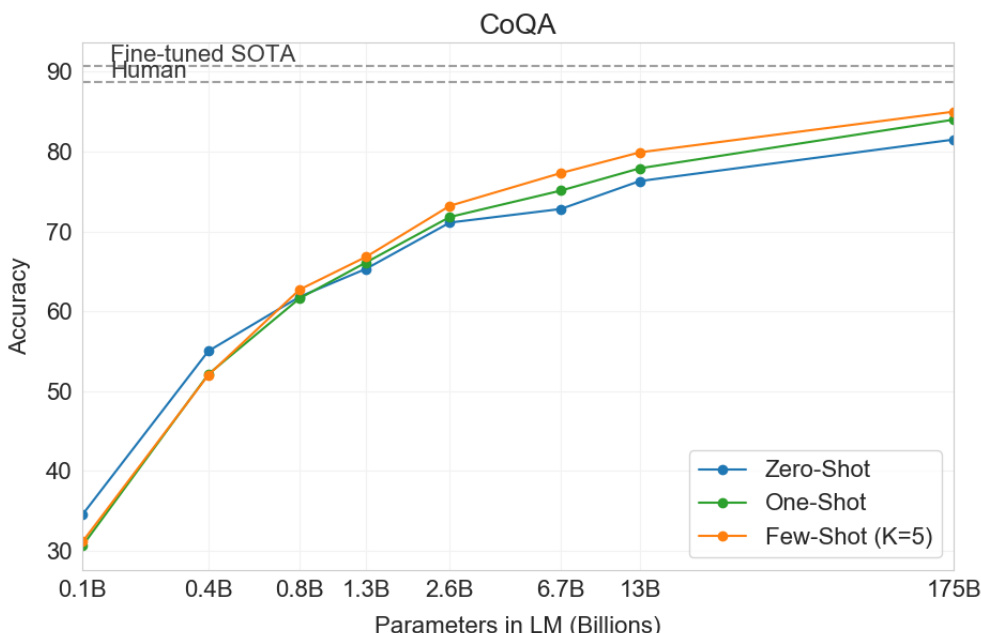 CoQA
Fine-tuned SOTA
Human
90
80
70
60
50
40
30
Accuracy
Zero-Shot
One-Shot
Few-Shot (K=5)
0.1B 0.4B 0.8B 1.3B 2.6B 6.7B 13B 175B
Parameters in LM (Billions)